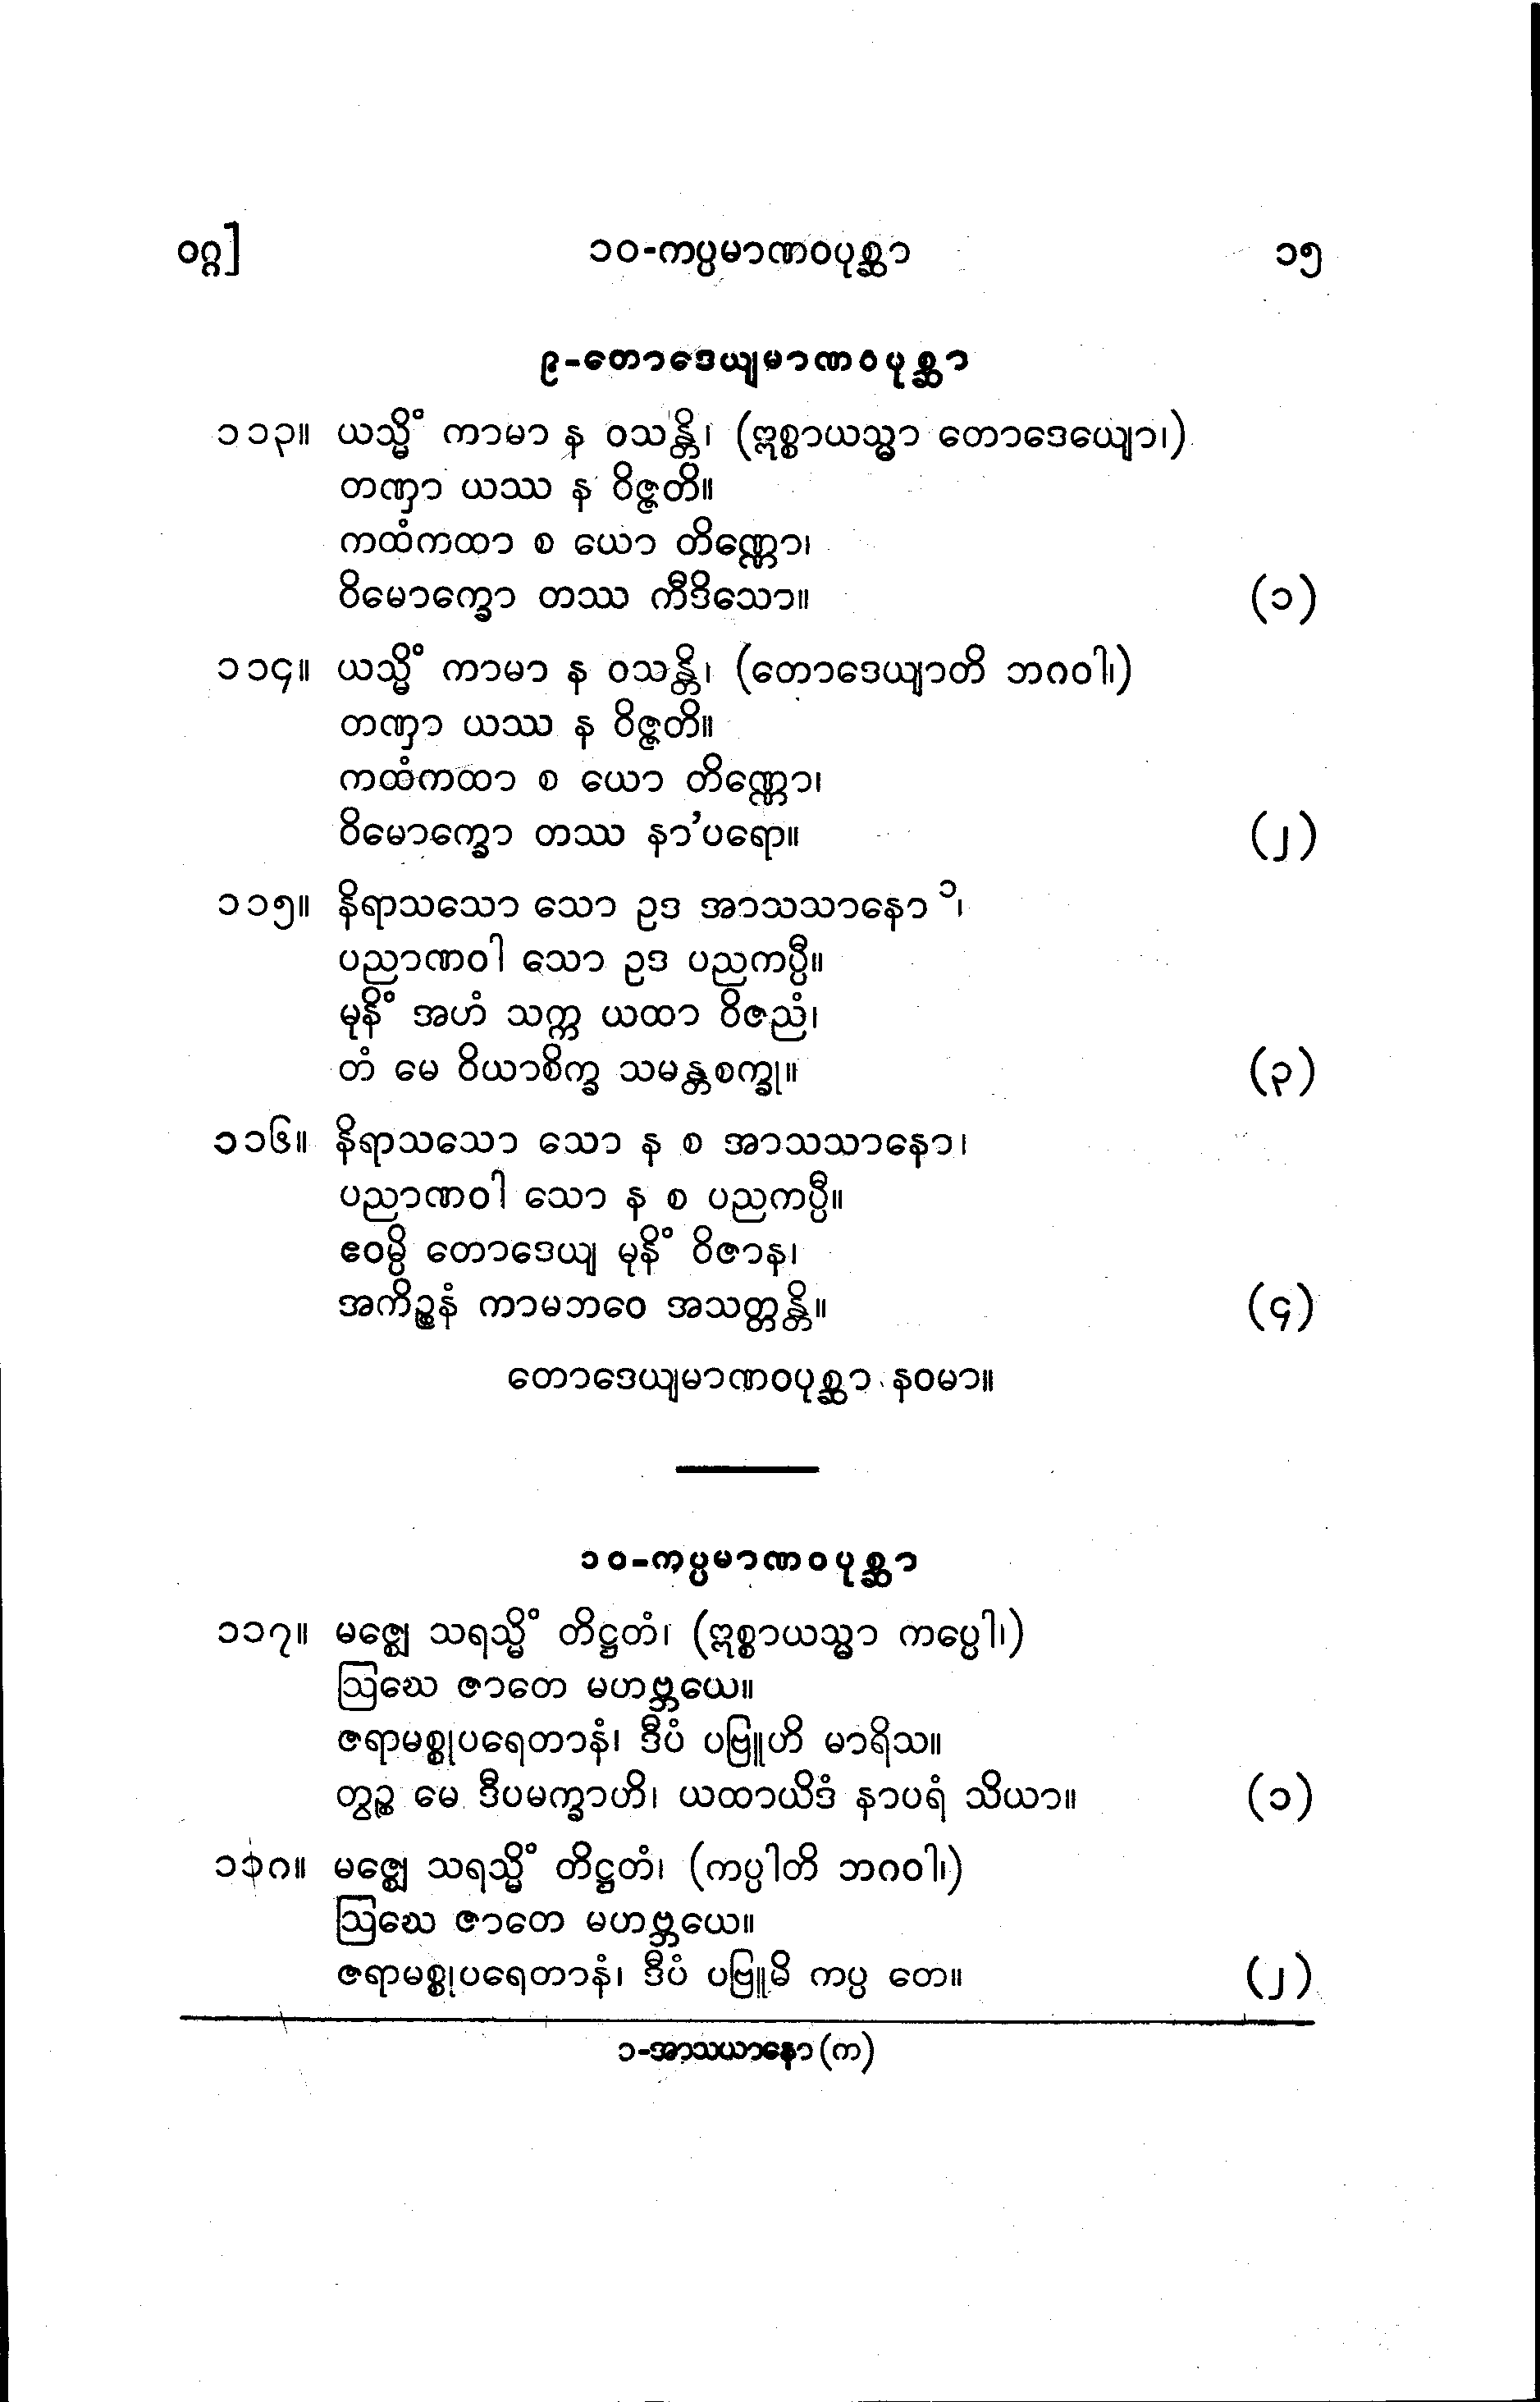 ဝဂ္ဂ] ၁၀-ကပ္ပမာဏဝပုစ္ဆာ ၁၅
၉-တောဒေယျမာဏဝပုစ္ဆာ
၁၁၃။ ယသ္မိံ ကာမာ န ဝသန္တိ၊ (ဣစ္စာယသ္မာ တောဒေယျော၊)
တဏှာ ယဿ န ဝိဇ္ဇတိ။
ကထံကထာ စ ယော တိဏ္ဏော၊
ဝိမောက္ခော တဿ ကီဒိသော။ (၁)
၁၁၄။ ယသ္မိံ ကာမာ န ဝသန္တိ၊ (တောဒေယျာတိ ဘဂဝါ၊)
တဏှာ ယဿ န ဝိဇ္ဇတိ။
ကထံကထာ စ ယော တိဏ္ဏော၊
ဝိမောက္ခော တဿ နာ’ပရော။ (၂)
၁၁၅။ နိရာသသော သော ဥဒ အာသသာနော ၁၊
ပညာဏဝါ သော ဥဒ ပညကပ္ပီ။
မုနိံ အဟံ သက္က ယထာ ဝိဇညံ၊
တံ မေ ဝိယာစိက္ခ သမန္တစက္ခု။ (၃)
၁၁၆။ နိရာသသော သော န စ အာသသာနော၊
ပညာဏဝါ သော န စ ပညကပ္ပီ။
ဧဝမ္ပိ တောဒေယျ မုနိံ ဝိဇာန၊
အကိဉ္စနံ ကာမဘဝေ အသတ္တန္တိ။ (၄)
တောဒေယျမာဏဝပုစ္ဆာ နဝမာ။
၁၀-ကပ္ပမာဏဝပုစ္ဆာ
၁၁၇။ မဇ္ဈေ သရသ္မိံ တိဋ္ဌတံ၊ (ဣစ္စာယသ္မာ ကပ္ပေါ၊)
ဩဃေ ဇာတေ မဟဗ္ဘယေ။
ဇရာမစ္စုပရေတာနံ၊ ဒီပံ ပဗြူဟိ မာရိသ။
တွဉ္စ မေ ဒီပမက္ခာဟိ၊ ယထာယိဒံ နာပရံ သိယာ။ (၁)
၁၁၈။ မဇ္ဈေ သရသ္မိံ တိဋ္ဌတံ၊ (ကပ္ပါတိ ဘဂဝါ၊)
ဩဃေ ဇာတေ မဟဗ္ဘယေ။
ဇရာမစ္စုပရေတာနံ၊ ဒီပံ ပဗြူမိ ကပ္ပ တေ။ (၂)
၁-အာသယာနော (က)